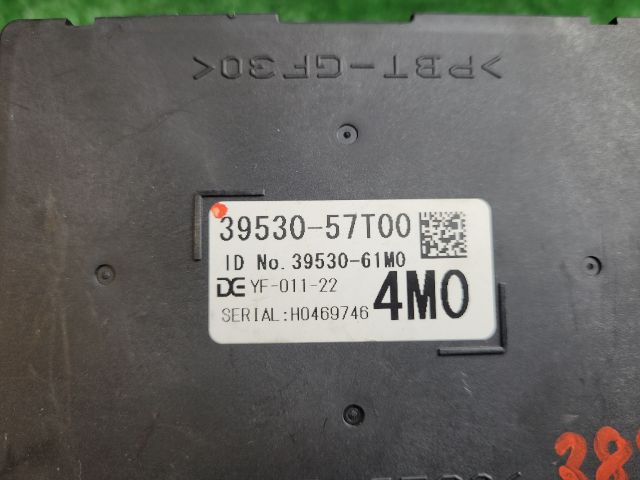 >PBT-GF30<
39530-57T00
ID No. 39530-61M0
DE YF-011-22
4M0
SERIAL:H0469746